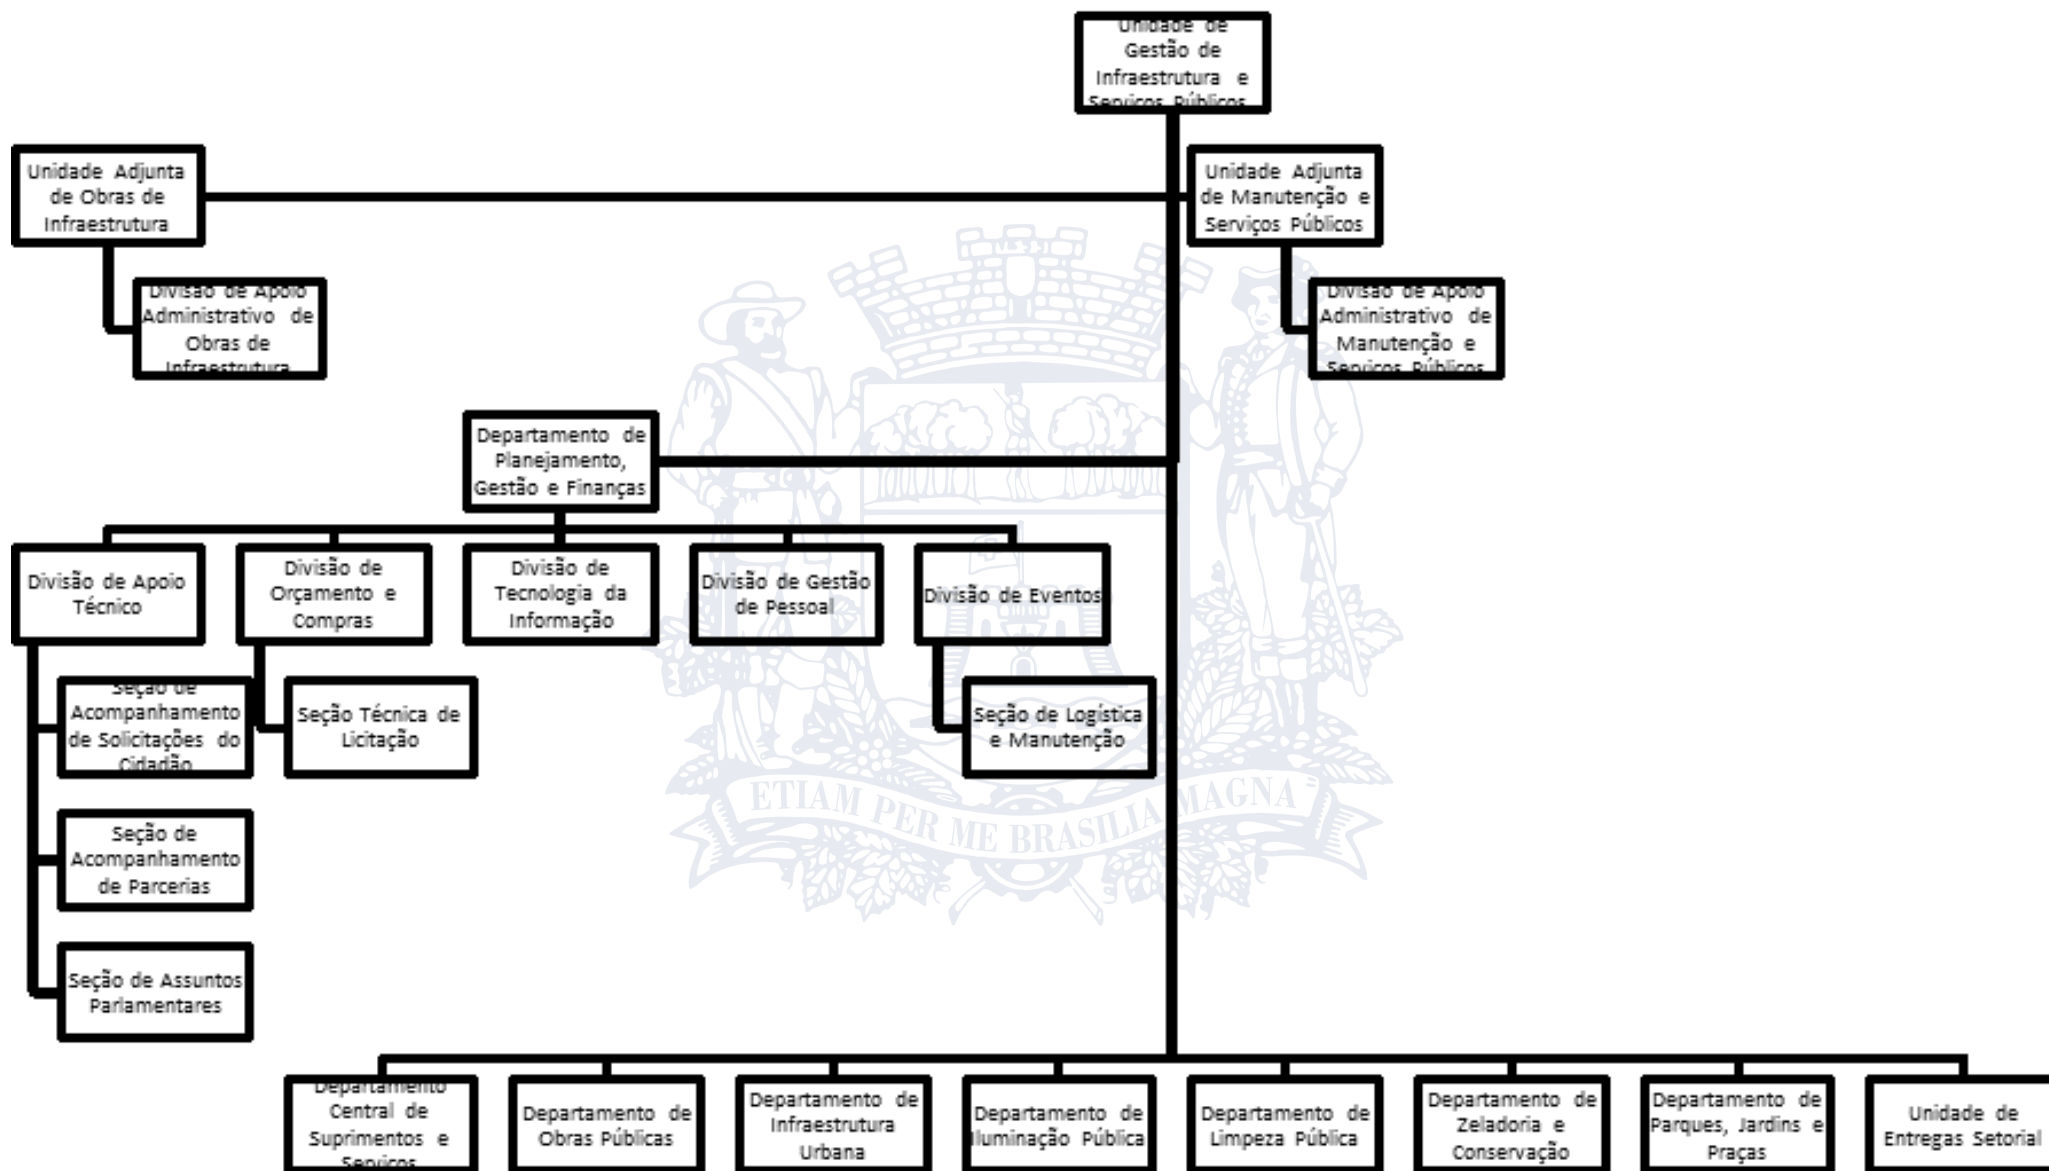 Unidade de
Gestão de
Infraestrutura e
Serviços Públicos
Unidade Adjunta
de Obras de
Infraestrutura
Unidade Adjunta
de Manutenção e
Serviços Públicos
Divisão de Apoio
Administrativo de
Obras de
Infraestrutura
Divisão de Apoio
Administrativo de
Manutenção e
Serviços Públicos
Departamento de
Planejamento,
Gestão e Finanças
Divisão de Apoio
Técnico
Divisão de
Orçamento e
Compras
Divisão de
Tecnologia da
Informação
Divisão de Gestão
de Pessoal
Divisão de Eventos
Seção de
Acompanhamento
de Solicitações do
Cidadão
Seção Técnica de
Licitação
Seção de Logística
e Manutenção
Seção de
Acompanhamento
de Parcerias
Seção de Assuntos
Parlamentares
ETIAM PER ME BRASILIA MAGNA
Departamento
Central de
Suprimentos e
Serviços
Departamento de
Obras Públicas
Departamento de
Infraestrutura
Urbana
Departamento de
Iluminação Pública
Departamento de
Limpeza Pública
Departamento de
Zeladoria e
Conservação
Departamento de
Parques, Jardins e
Praças
Unidade de
Entregas Setorial